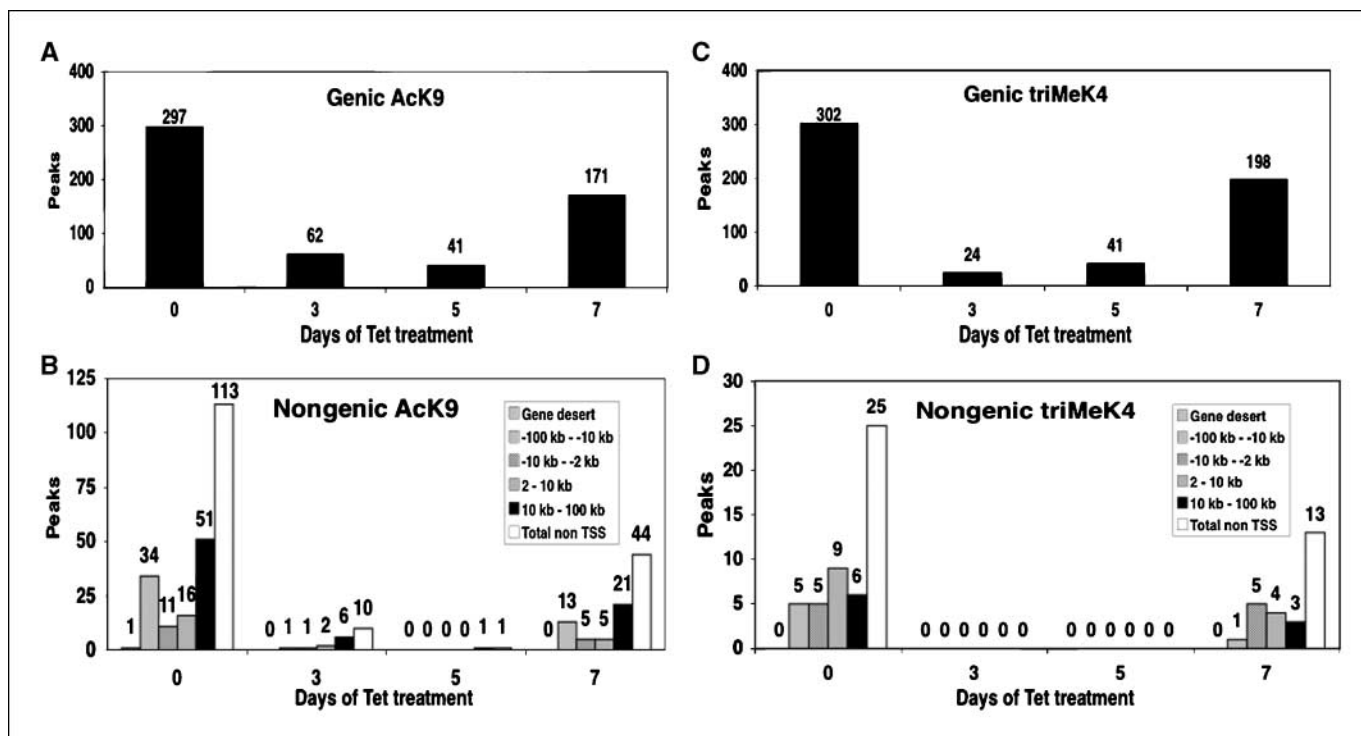 A
Genic AcK9
400
300
200
100
0
Peaks
297
62
41
171
0 3 5 7
Days of Tet treatment
C
Genic triMeK4
400
300
200
100
0
Peaks
302
24
41
198
0 3 5 7
Days of Tet treatment
B
Nongenic AcK9
125
100
75
50
25
0
Peaks
Gene desert
-100 kb - -10 kb
-10 kb - -2 kb
2 - 10 kb
10 kb - 100 kb
Total non TSS
1 34 11 16 51 113
0 1 1 2 6 10
0 0 0 0 1 1
0 13 5 5 21 44
0 3 5 7
Days of Tet treatment
D
Nongenic triMeK4
30
25
20
15
10
5
0
Peaks
Gene desert
-100 kb - -10 kb
-10 kb - -2 kb
2 - 10 kb
10 kb - 100 kb
Total non TSS
0 5 5 9 6 25
0 0 0 0 0 0
0 0 0 0 0 0
0 1 5 4 3 13
0 3 5 7
Days of Tet treatment